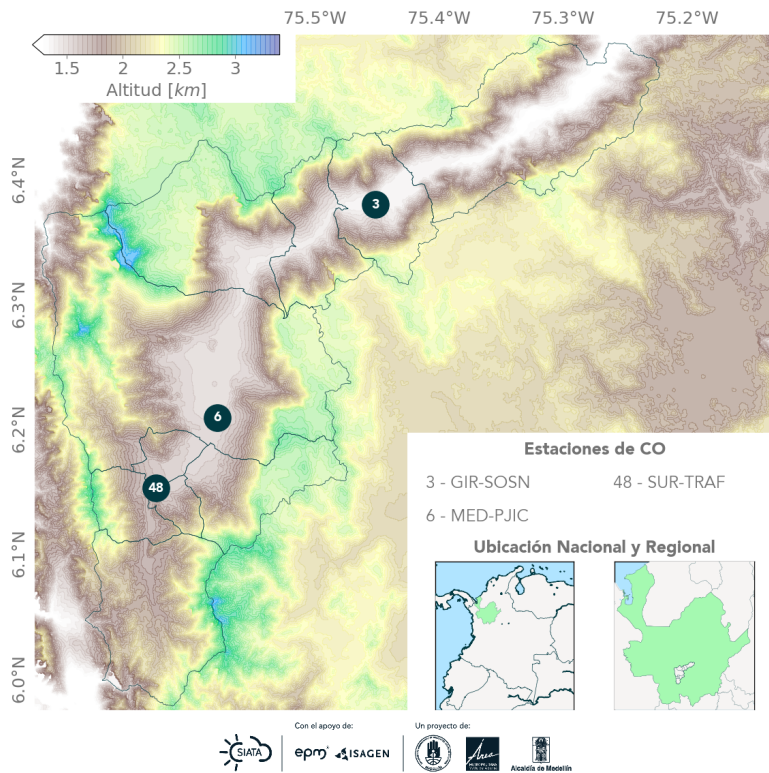 75.5°W 75.4°W 75.3°W 75.2°W
1.5 2 2.5 3
Altitud [km]
6.4°N
6.3°N
6.2°N
6.1°N
6.0°N
3
6
48
Estaciones de CO
3 - GIR-SOSN 48 - SUR-TRAF
6 - MED-PJIC
Ubicación Nacional y Regional
Con el apoyo de: Un proyecto de:
SIATA epm ISAGEN Área Alcaldía de Medellín